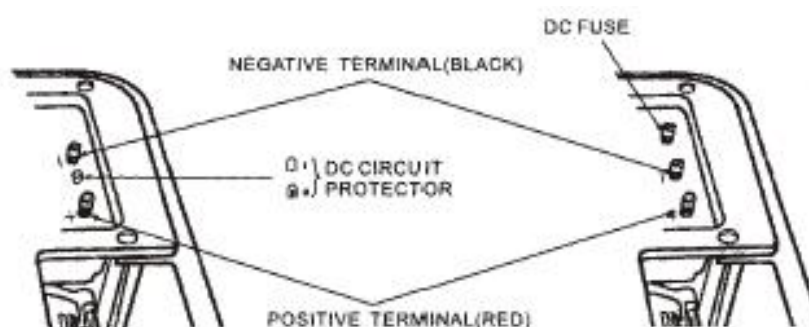 DC FUSE
NEGATIVE TERMINAL(BLACK)
DC CIRCUIT
PROTECTOR
POSITIVE TERMINAL(RED)